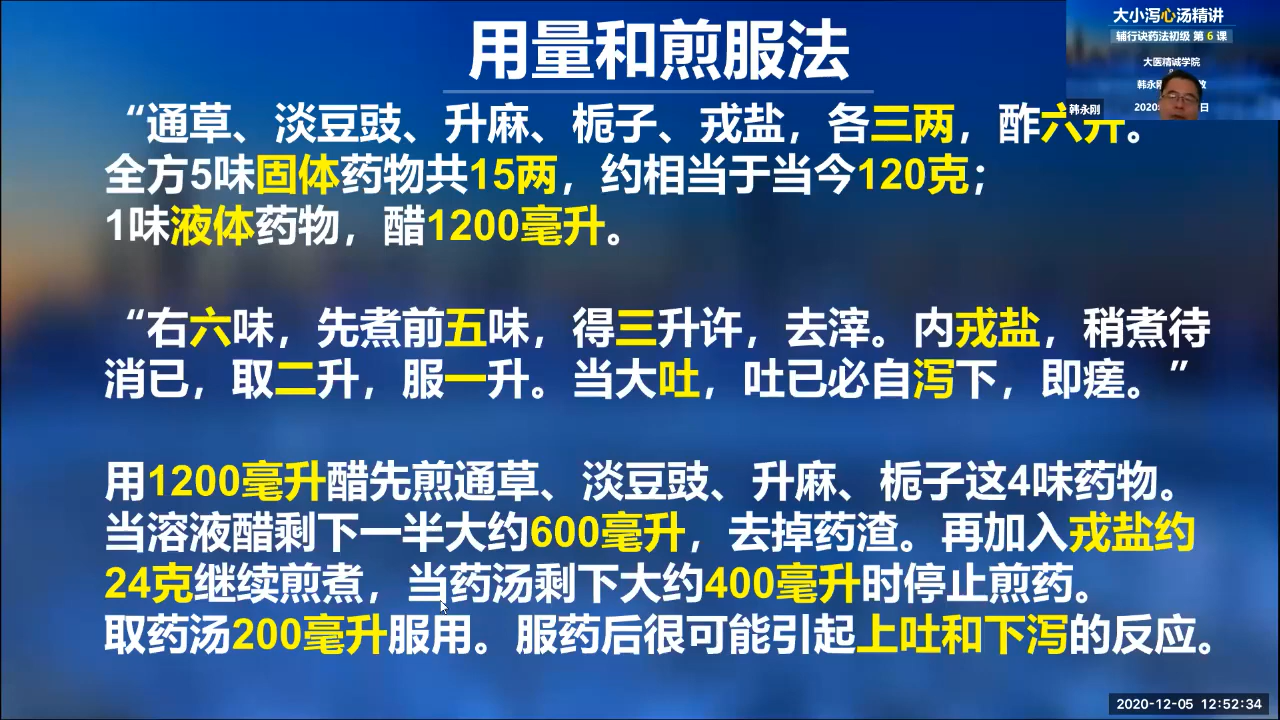 用量和煎服法
大小泻心汤精讲
辅行诀药法初级 第 6 课
大医精诚学院
韩永刚
2020
日
韩永刚
“通草、淡豆豉、升麻、栀子、戎盐，各三两，酢六升。
全方5味固体药物共15两，约相当于当今120克；
1味液体药物，醋1200毫升。
“右六味，先煮前五味，得三升许，去滓。内戎盐，稍煮待
消已，取二升，服一升。当大吐，吐已必自泻下，即瘥。”
用1200毫升醋先煎通草、淡豆豉、升麻、栀子这4味药物。
当溶液醋剩下一半大约600毫升，去掉药渣。再加入戎盐约
24克继续煎煮，当药汤剩下大约400毫升时停止煎药。
取药汤200毫升服用。服药后很可能引起上吐和下泻的反应。
2020-12-05 12:52:34